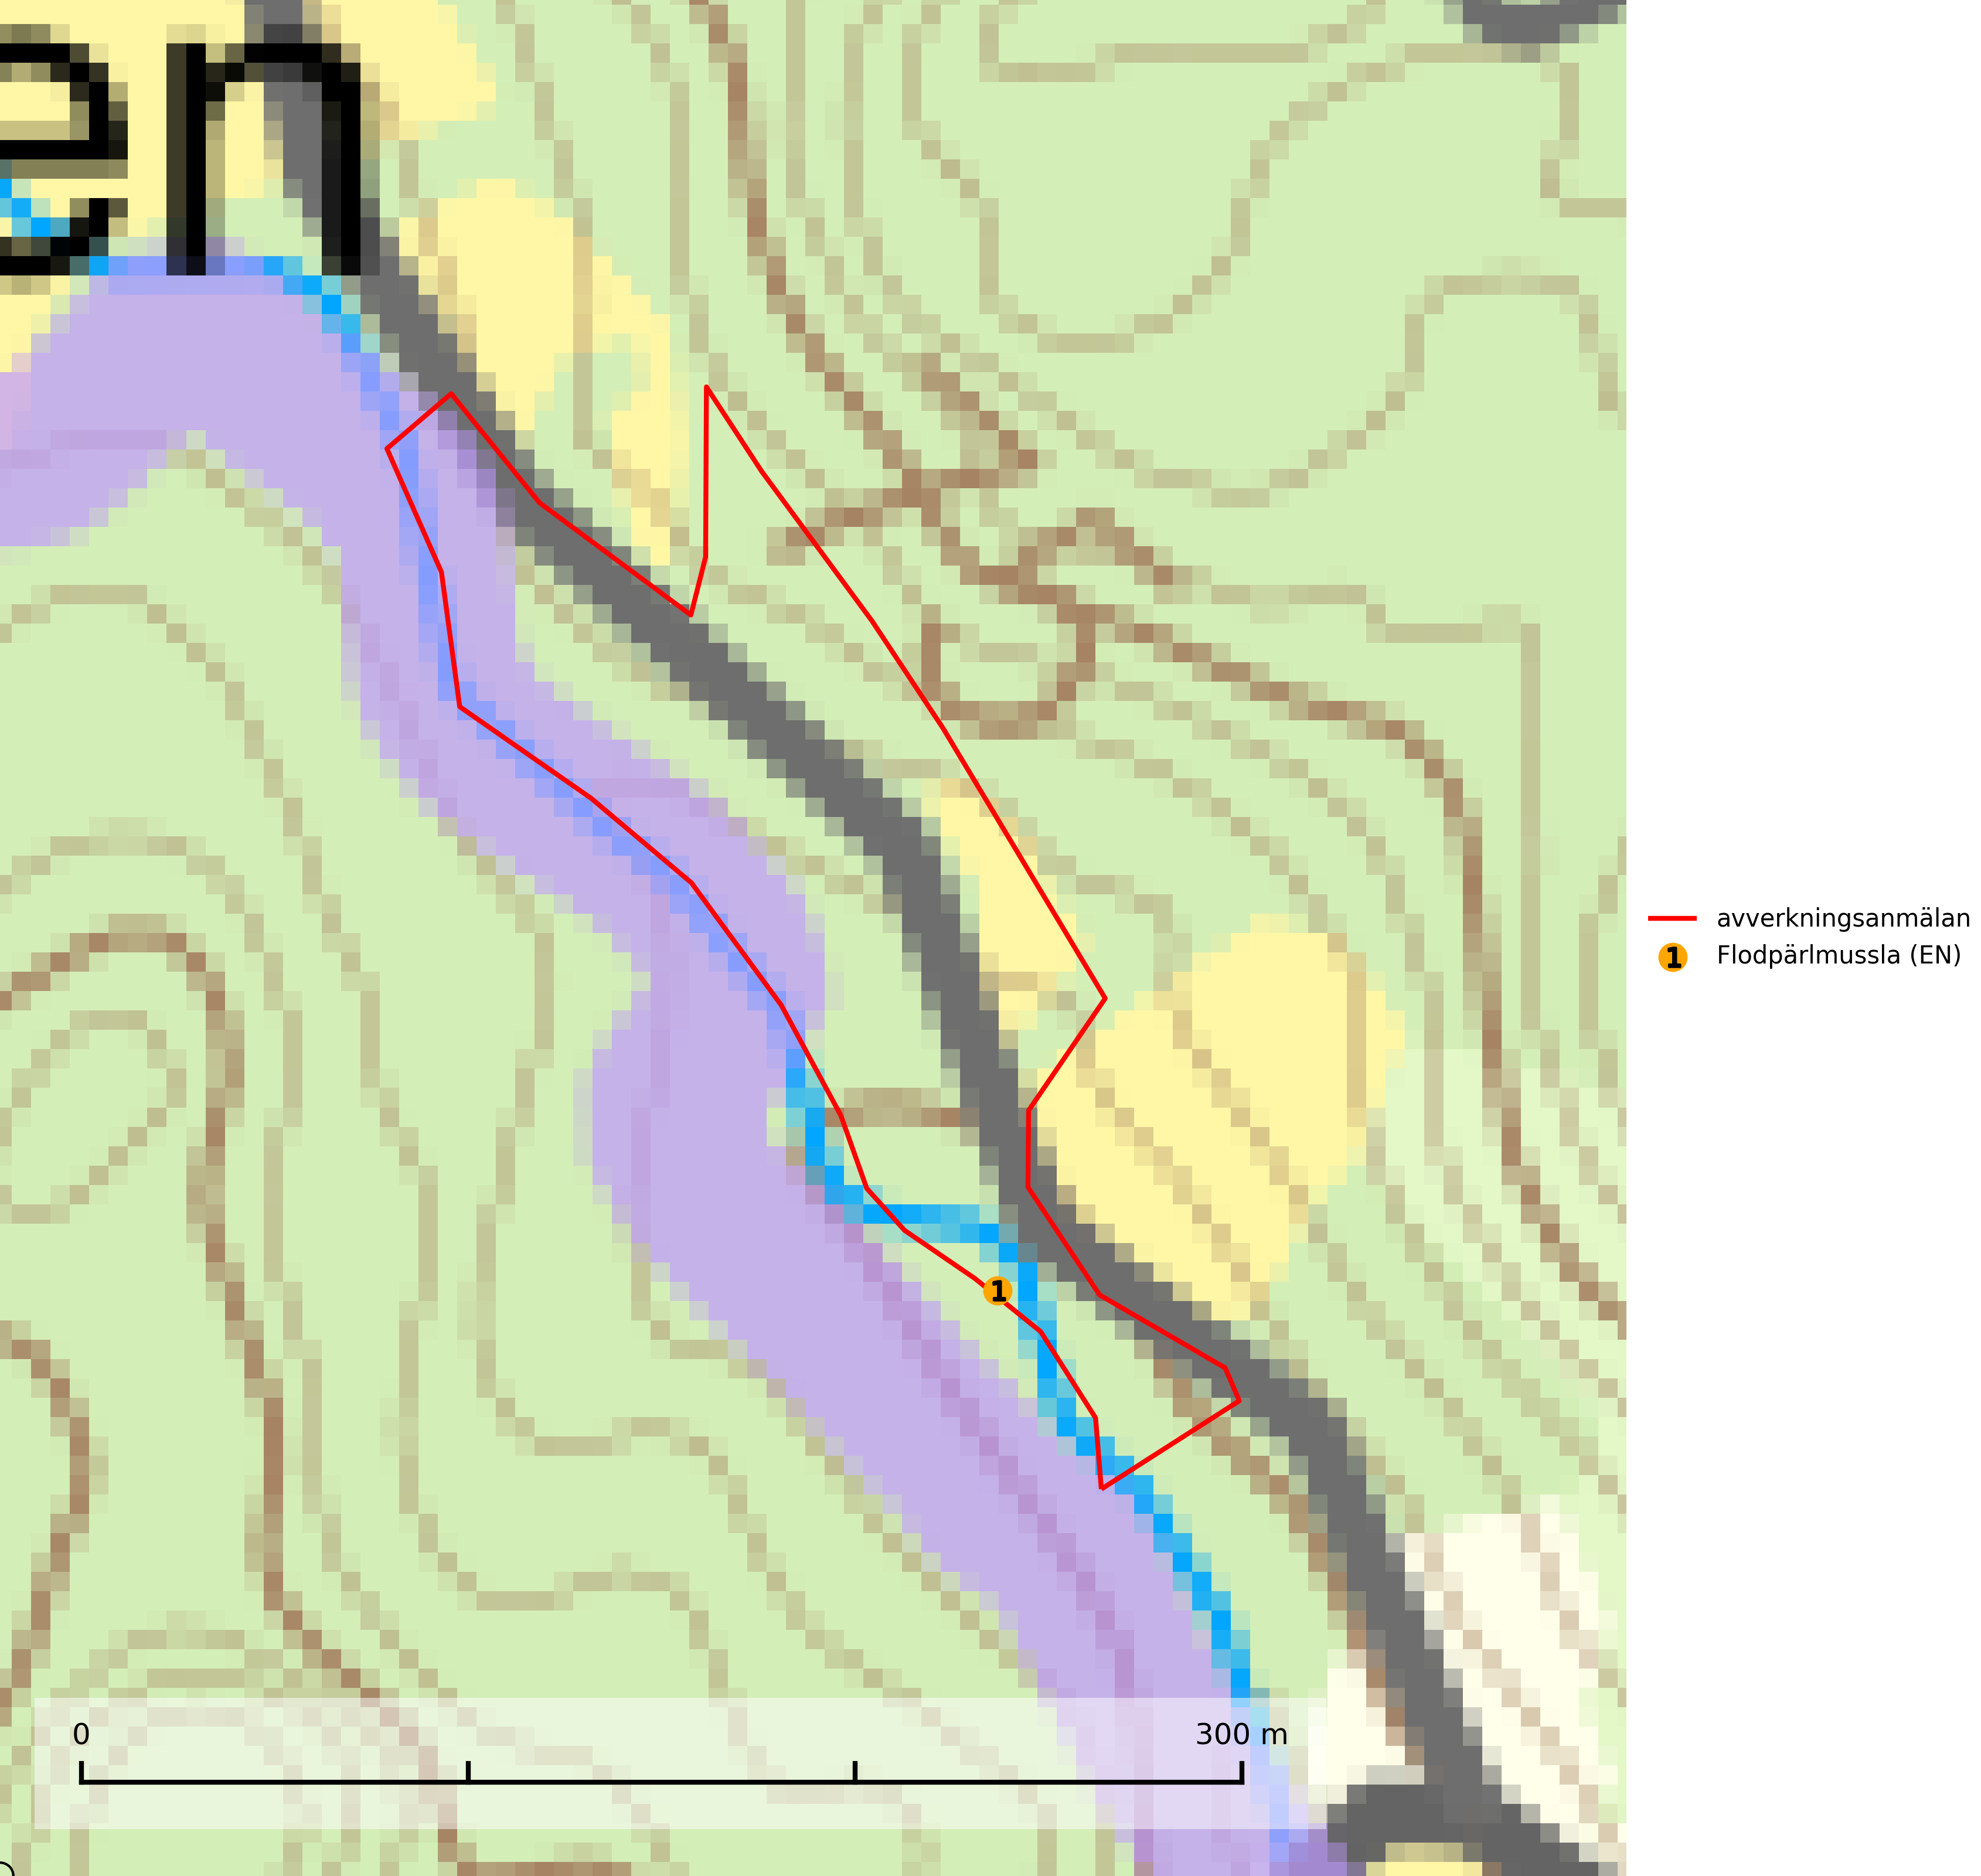 avverkningsanmälan
1 Flodpärlmussla (EN)
1
0 300 m